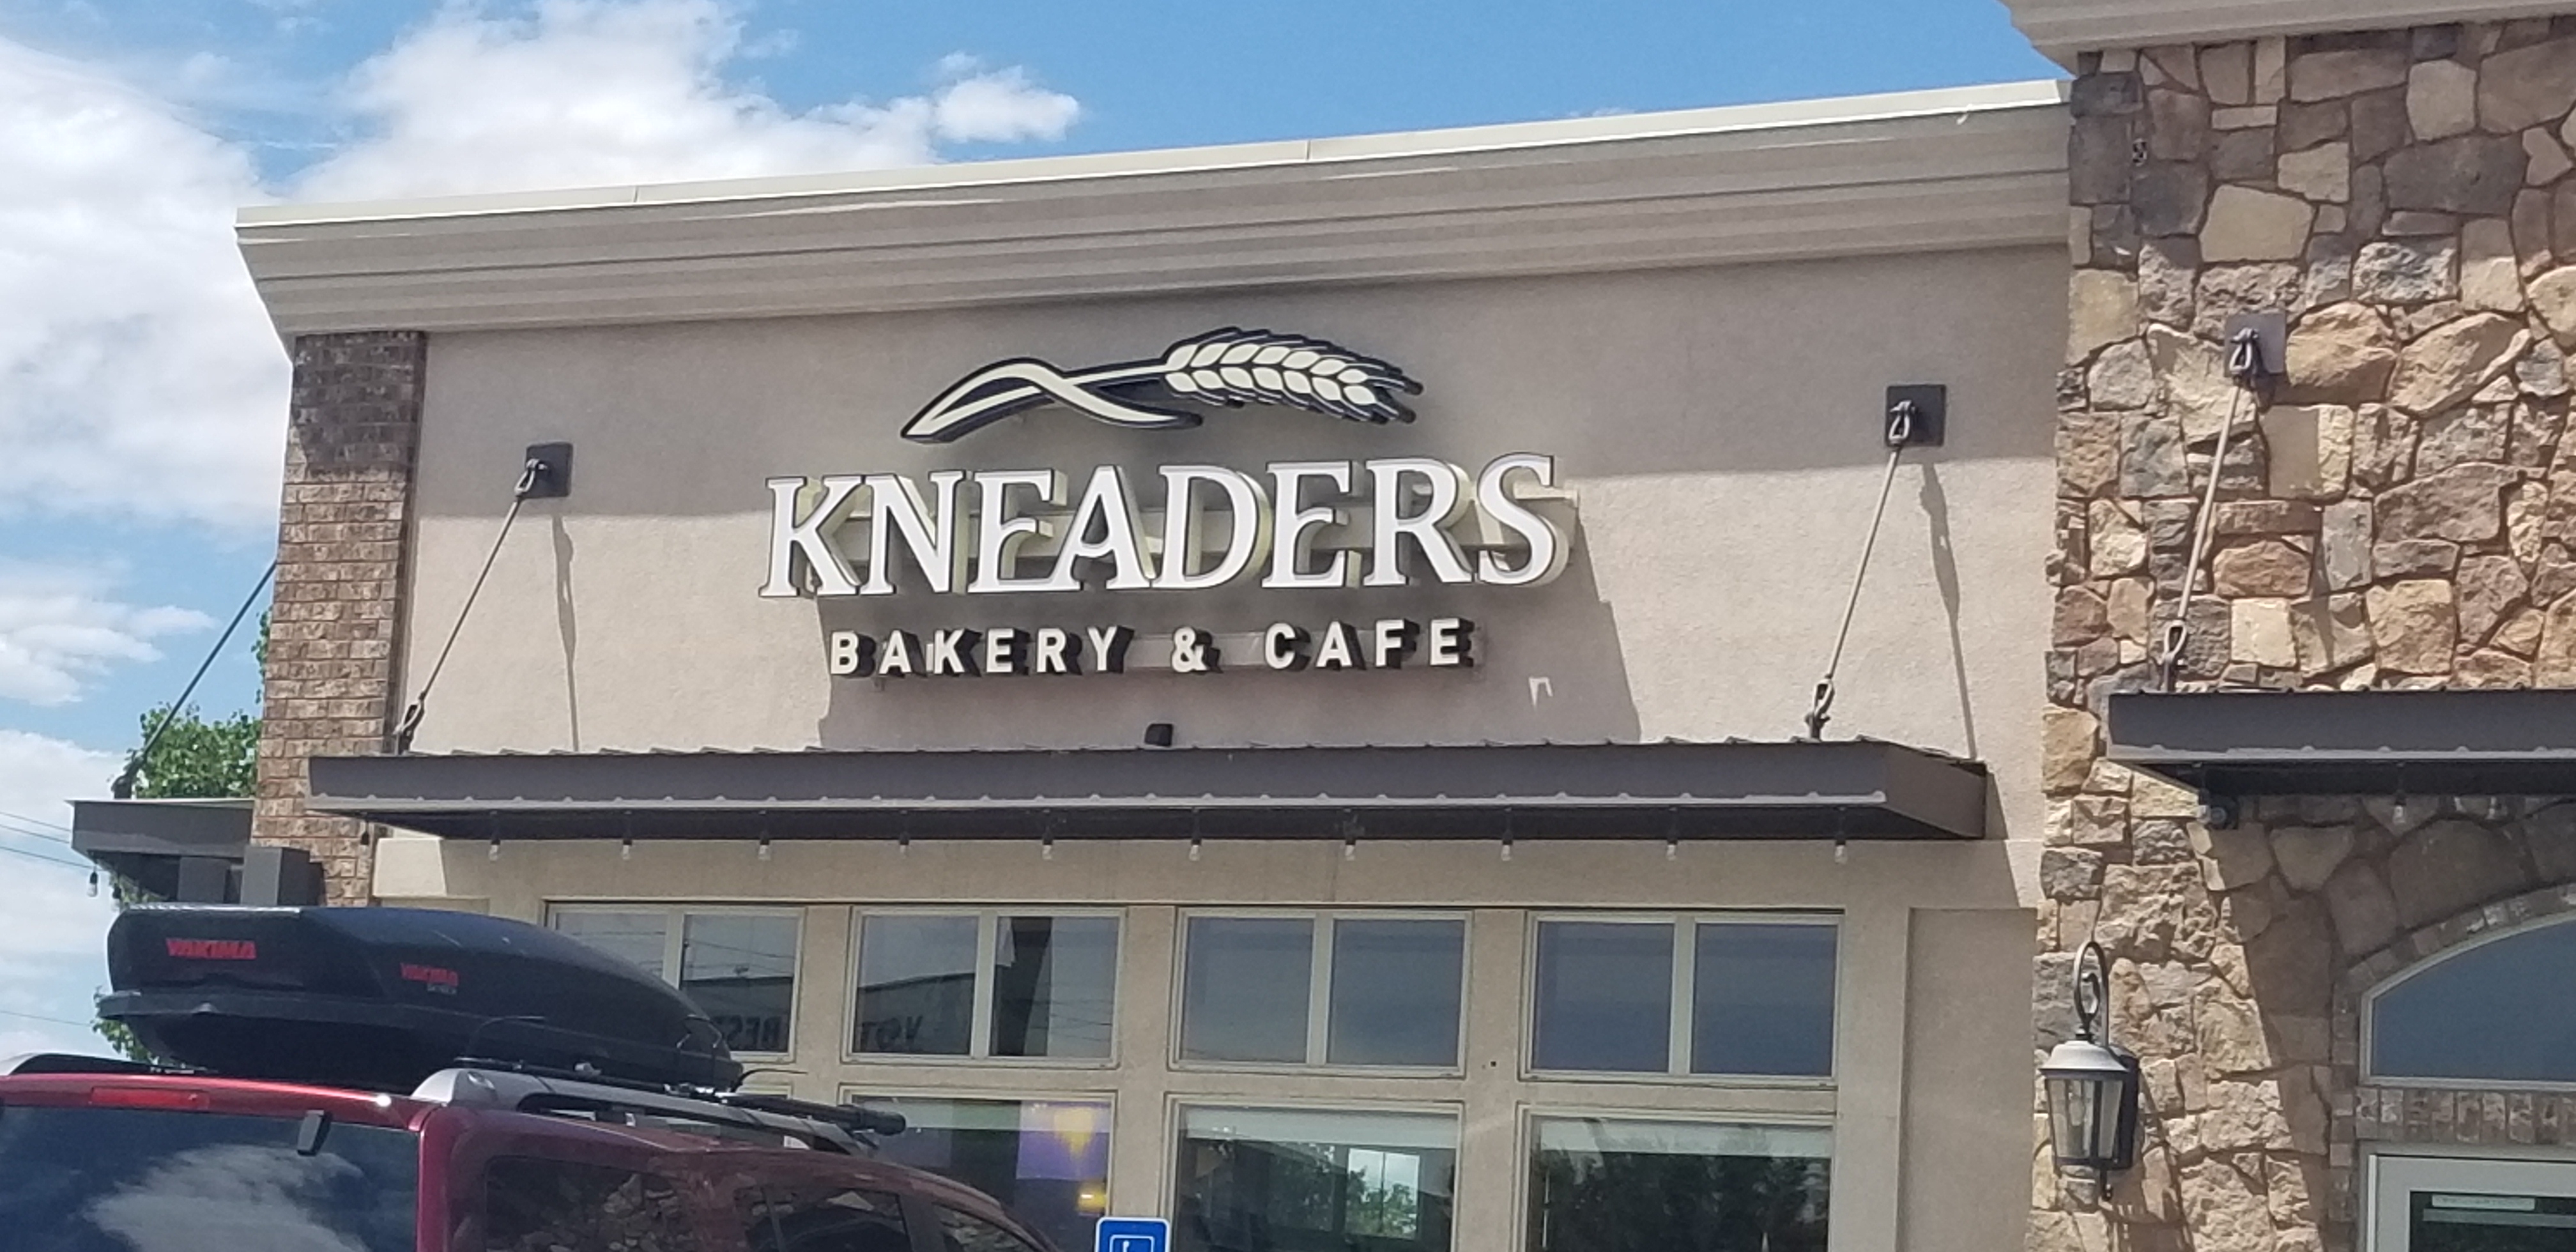 KNEADERS
BAKERY & CAFE
YAKIMA
YAKIMA